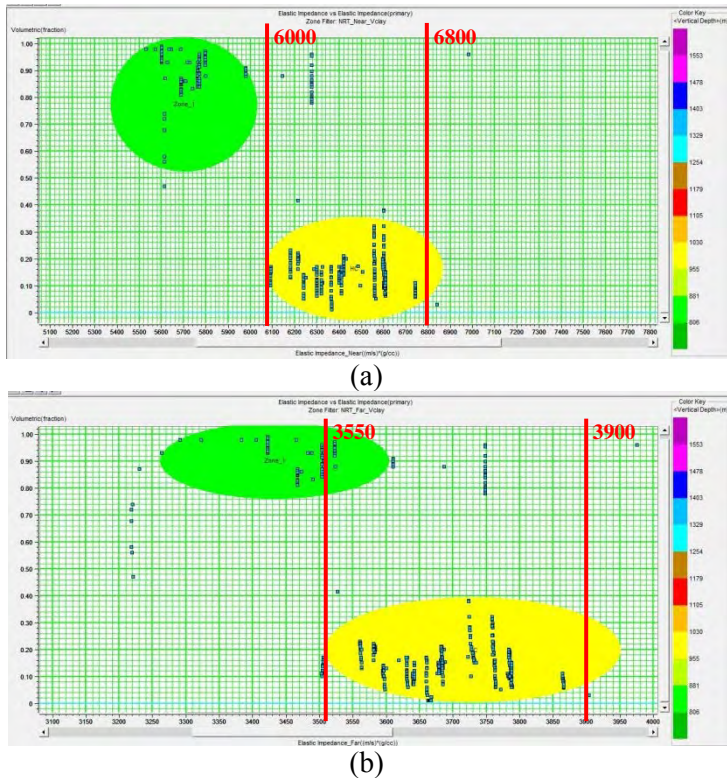 Elastic Impedance vs Elastic Impedance(primary)
Zone Filter: NRT_Near_Vclay
Volumetric(fraction)
6000
6800
1.00
0.90
0.80
0.70
0.60
0.50
0.40
0.30
0.20
0.10
0
Zone_1
5100 5200 5300 5400 5500 5600 5700 5800 5900 6000 6100 6200 6300 6400 6500 6600 6700 6800 6900 7000 7100 7200 7300 7400 7500 7600 7700 7800
Elastic Impedance_Near((m/s)*(g/cc))
Color Key
<Vertical Depth>(m
1553
1478
1403
1328
1254
1179
1105
1030
955
881
806
(a)
Elastic Impedance vs Elastic Impedance(primary)
Zone Filter: NRT_Far_Vclay
Volumetric(fraction)
3550
3900
1.00
0.90
0.80
0.70
0.60
0.50
0.40
0.30
0.20
0.10
0
3100 3150 3200 3250 3300 3350 3400 3450 3500 3550 3600 3650 3700 3750 3800 3850 3900 3950 4000
Elastic Impedance_Far((m/s)*(g/cc))
Color Key
<Vertical Depth>(m
1553
1478
1403
1328
1254
1179
1105
1030
955
881
806
(b)